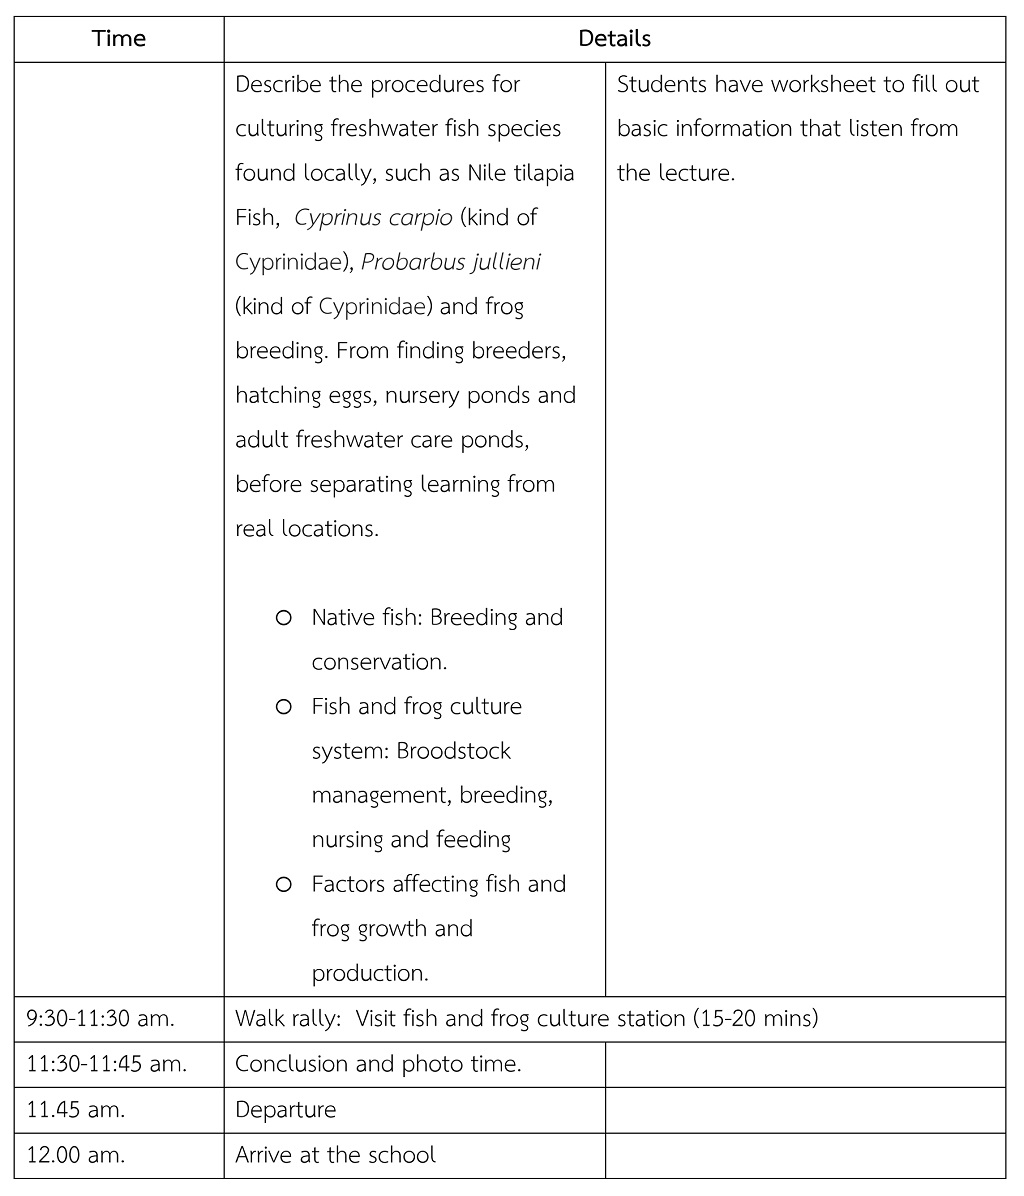 Time Details
Describe the procedures for
culturing freshwater fish species
found locally, such as Nile tilapia
Fish,  Cyprinus carpio (kind of
Cyprinidae), Probarbus jullieni
(kind of Cyprinidae) and frog
breeding. From finding breeders,
hatching eggs, nursery ponds and
adult freshwater care ponds,
before separating learning from
real locations.
○ Native fish: Breeding and
conservation.
○ Fish and frog culture
system: Broodstock
management, breeding,
nursing and feeding
○ Factors affecting fish and
frog growth and
production.
Students have worksheet to fill out
basic information that listen from
the lecture.
9:30-11:30 am. Walk rally:  Visit fish and frog culture station (15-20 mins)
11:30-11:45 am. Conclusion and photo time.
11.45 am. Departure
12.00 am. Arrive at the school